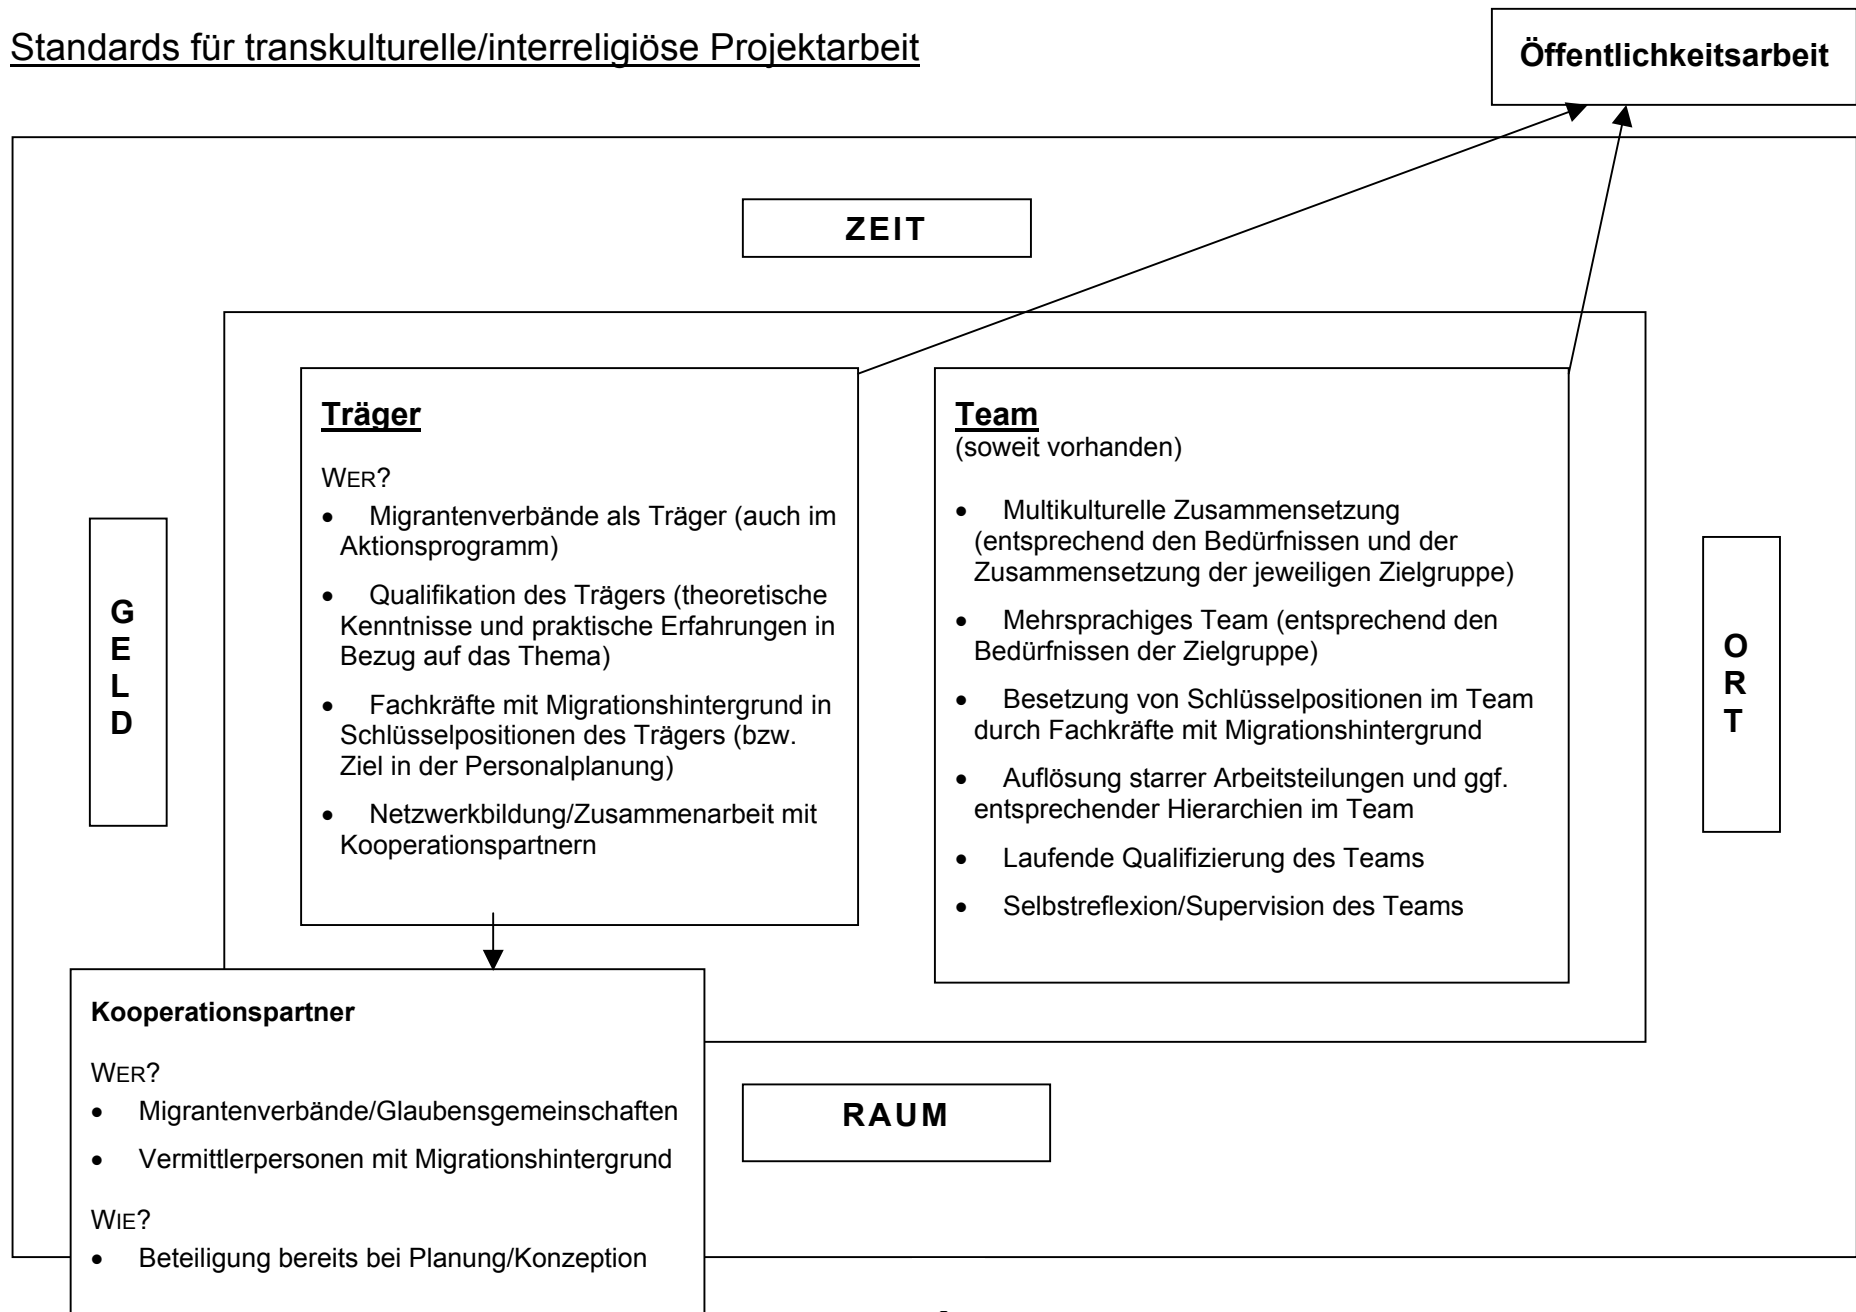 Standards für transkulturelle/interreligiöse Projektarbeit
Öffentlichkeitsarbeit
ZEIT
GELD
Träger
WER?
• Migrantenverbände als Träger (auch im
Aktionsprogramm)
• Qualifikation des Trägers (theoretische
Kenntnisse und praktische Erfahrungen in
Bezug auf das Thema)
• Fachkräfte mit Migrationshintergrund in
Schlüsselpositionen des Trägers (bzw.
Ziel in der Personalplanung)
• Netzwerkbildung/Zusammenarbeit mit
Kooperationspartnern
Team
(soweit vorhanden)
• Multikulturelle Zusammensetzung
(entsprechend den Bedürfnissen und der
Zusammensetzung der jeweiligen Zielgruppe)
• Mehrsprachiges Team (entsprechend den
Bedürfnissen der Zielgruppe)
• Besetzung von Schlüsselpositionen im Team
durch Fachkräfte mit Migrationshintergrund
• Auflösung starrer Arbeitsteilungen und ggf.
entsprechender Hierarchien im Team
• Laufende Qualifizierung des Teams
• Selbstreflexion/Supervision des Teams
ORT
Kooperationspartner
WER?
• Migrantenverbände/Glaubensgemeinschaften
• Vermittlerpersonen mit Migrationshintergrund
WIE?
• Beteiligung bereits bei Planung/Konzeption
RAUM